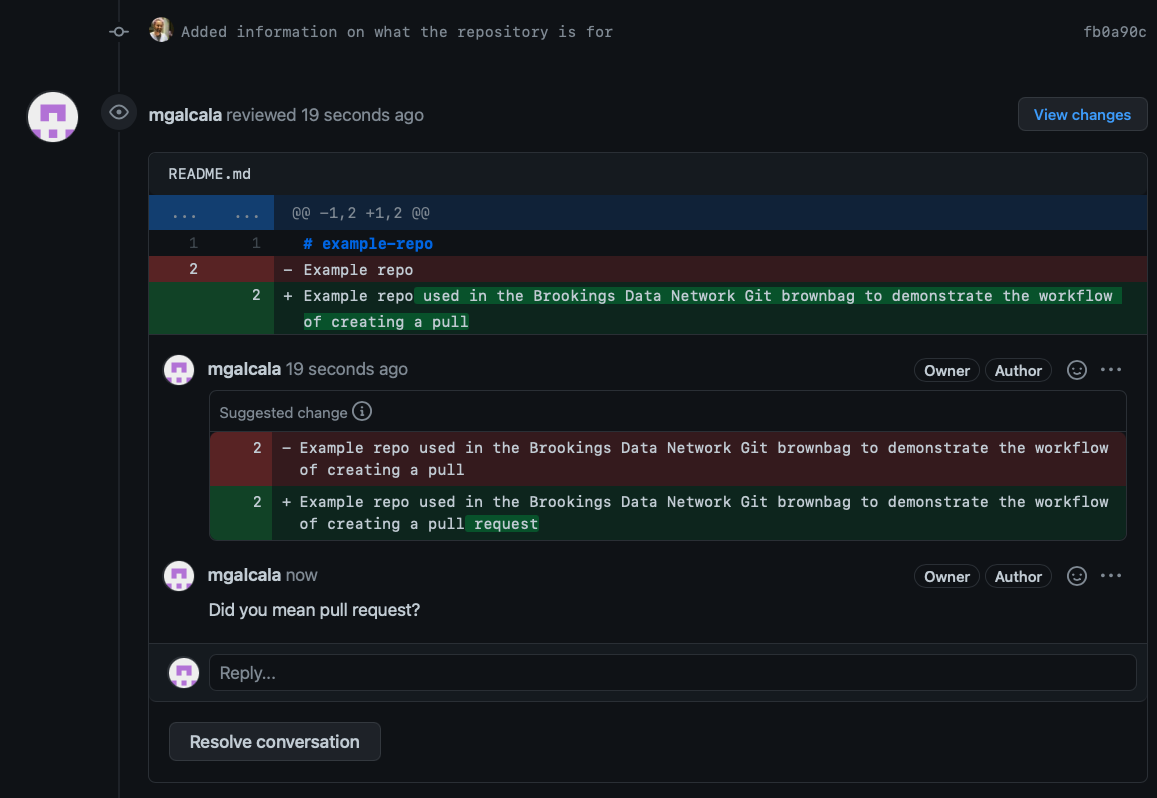 Added information on what the repository is for fb0a90c
mgalcala reviewed 19 seconds ago View changes
README.md
... ... @@ -1,2 +1,2 @@
1 1 # example-repo
2 - Example repo
2 + Example repo used in the Brookings Data Network Git brownbag to demonstrate the workflow
of creating a pull
mgalcala 19 seconds ago Owner Author ...
Suggested change
2 - Example repo used in the Brookings Data Network Git brownbag to demonstrate the workflow
of creating a pull
2 + Example repo used in the Brookings Data Network Git brownbag to demonstrate the workflow
of creating a pull request
mgalcala now Owner Author ...
Did you mean pull request?
Reply...
Resolve conversation